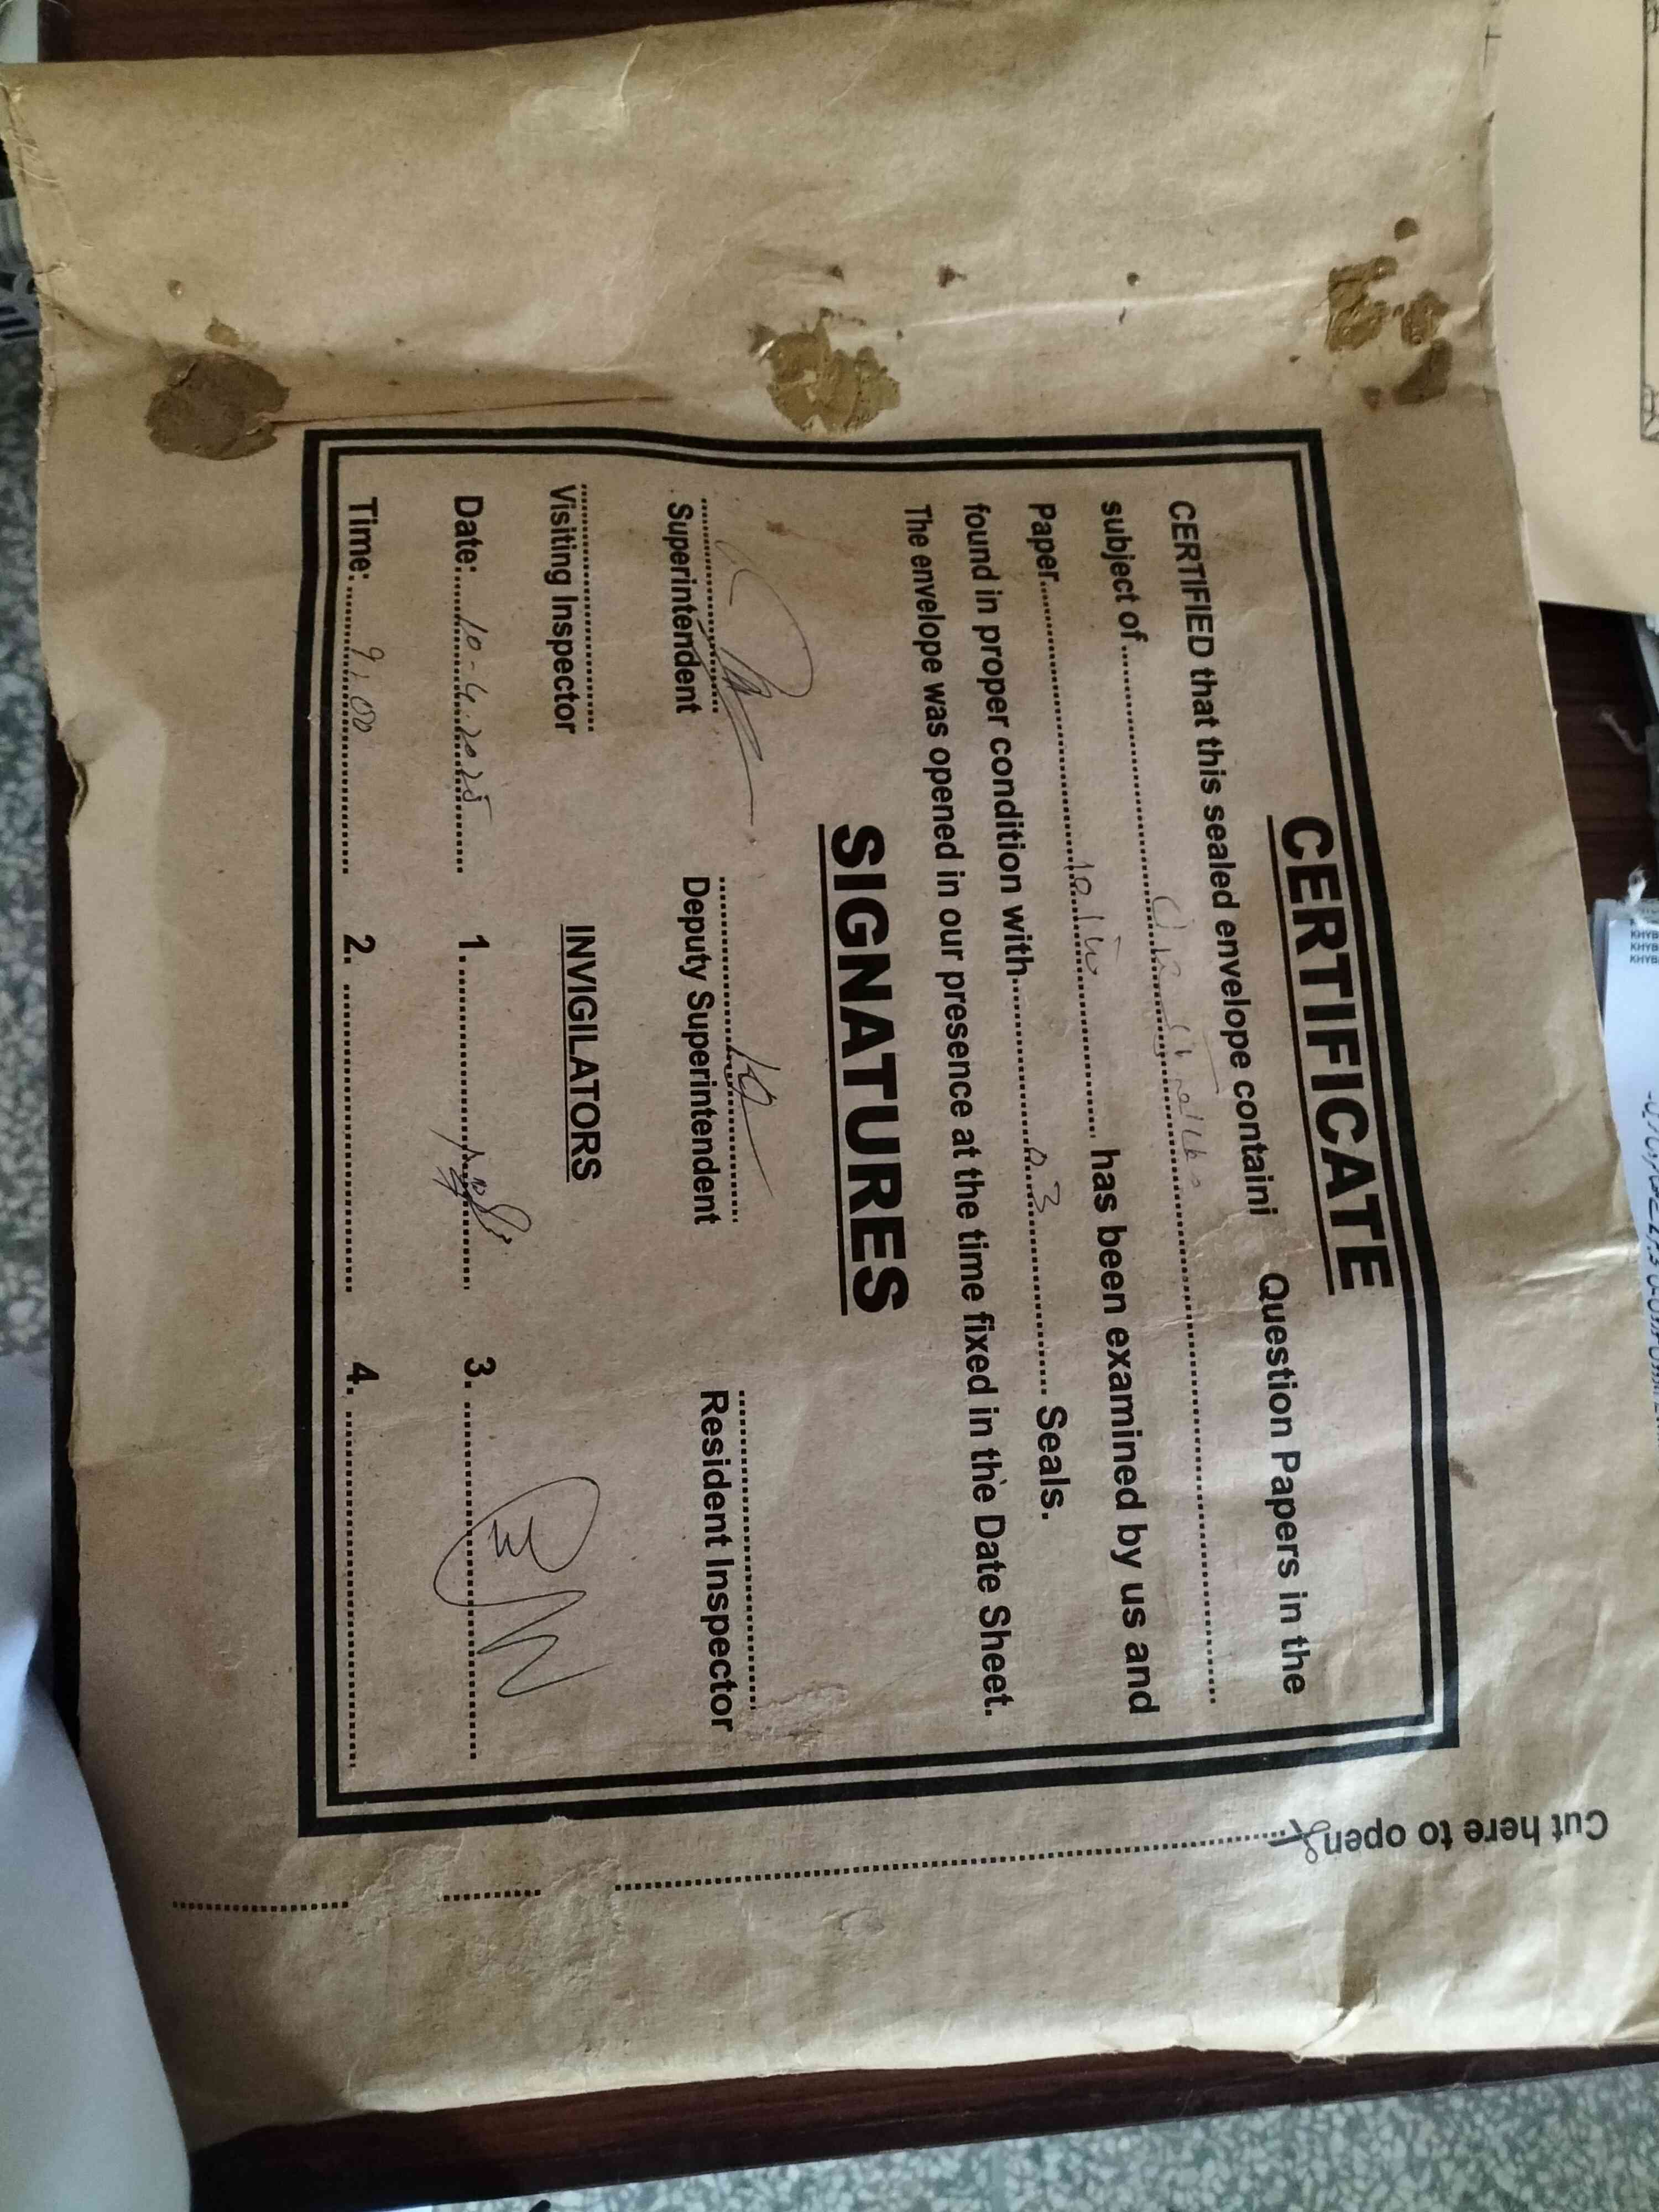 CERTIFICATE
CERTIFIED that this sealed envelope containi Question Papers in the
subject of........................................................................
Paper........................................ has been examined by us and
found in proper condition with................03................ Seals.
The envelope was opened in our presence at the time fixed in the Date Sheet.
SIGNATURES
Superintendent Deputy Superintendent Resident Inspector
Visiting Inspector INVIGILATORS
Date:......10-4-2025...... 1. 3.
Time:......9:00...... 2. 4.
Cut here to open